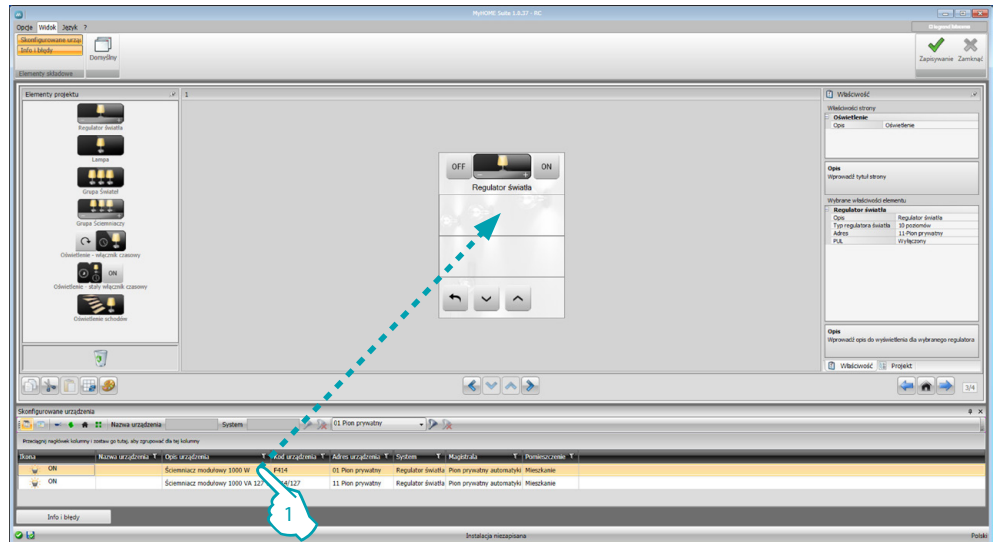 MyHOME Suite 1.0.37 - RC
Opcje Widok Język ?
Skonfigurowane urząd
Info i błędy
Domyślny
Elementy składowe
Zapisywanie Zamknąć
Elementy projektu
1
Regulator światła
Lampa
Grupa Świateł
Grupa Ściemniaczy
Oświetlenie - włącznik czasowy
ON
Oświetlenie - stały włącznik czasowy
Oświetlenie schodów
OFF ON
Regulator światła
Właściwość
Właściwości strony
Oświetlenie
Opis Oświetlenie
Opis
Wprowadź tytuł strony
Wybrane właściwości elementu
Regulator światła
Opis Regulator światła
Typ regulatora światła 10 poziomów
Adres 11-Pion prywatny
PUL Wyłączony
Opis
Wprowadź opis do wyświetlenia dla wybranego regulatora
Właściwość Projekt
3/4
Skonfigurowane urządzenia
Nazwa urządzenia System 01 Pion prywatny
Przeciągnij nagłówek kolumny i zostaw go tutaj, aby zgrupować dla tej kolumny
Ikona Nazwa urządzenia Opis urządzenia Kod urządzenia Adres urządzenia System Magistrala Pomieszczenie
ON Ściemniacz modułowy 1000 W F414 01 Pion prywatny Regulator światła Pion prywatny automatyki Mieszkanie
ON Ściemniacz modułowy 1000 VA 127 4/127 11 Pion prywatny Regulator światła Pion prywatny automatyki Mieszkanie
1
Info i błędy
Instalacja niezapisana
Polski